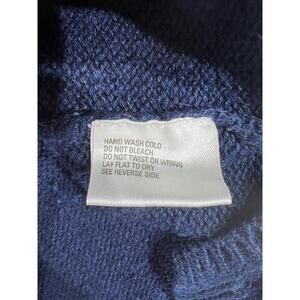 HAND WASH COLD
DO NOT BLEACH
DO NOT TWIST OR WRING
LAY FLAT TO DRY
SEE REVERSE SIDE